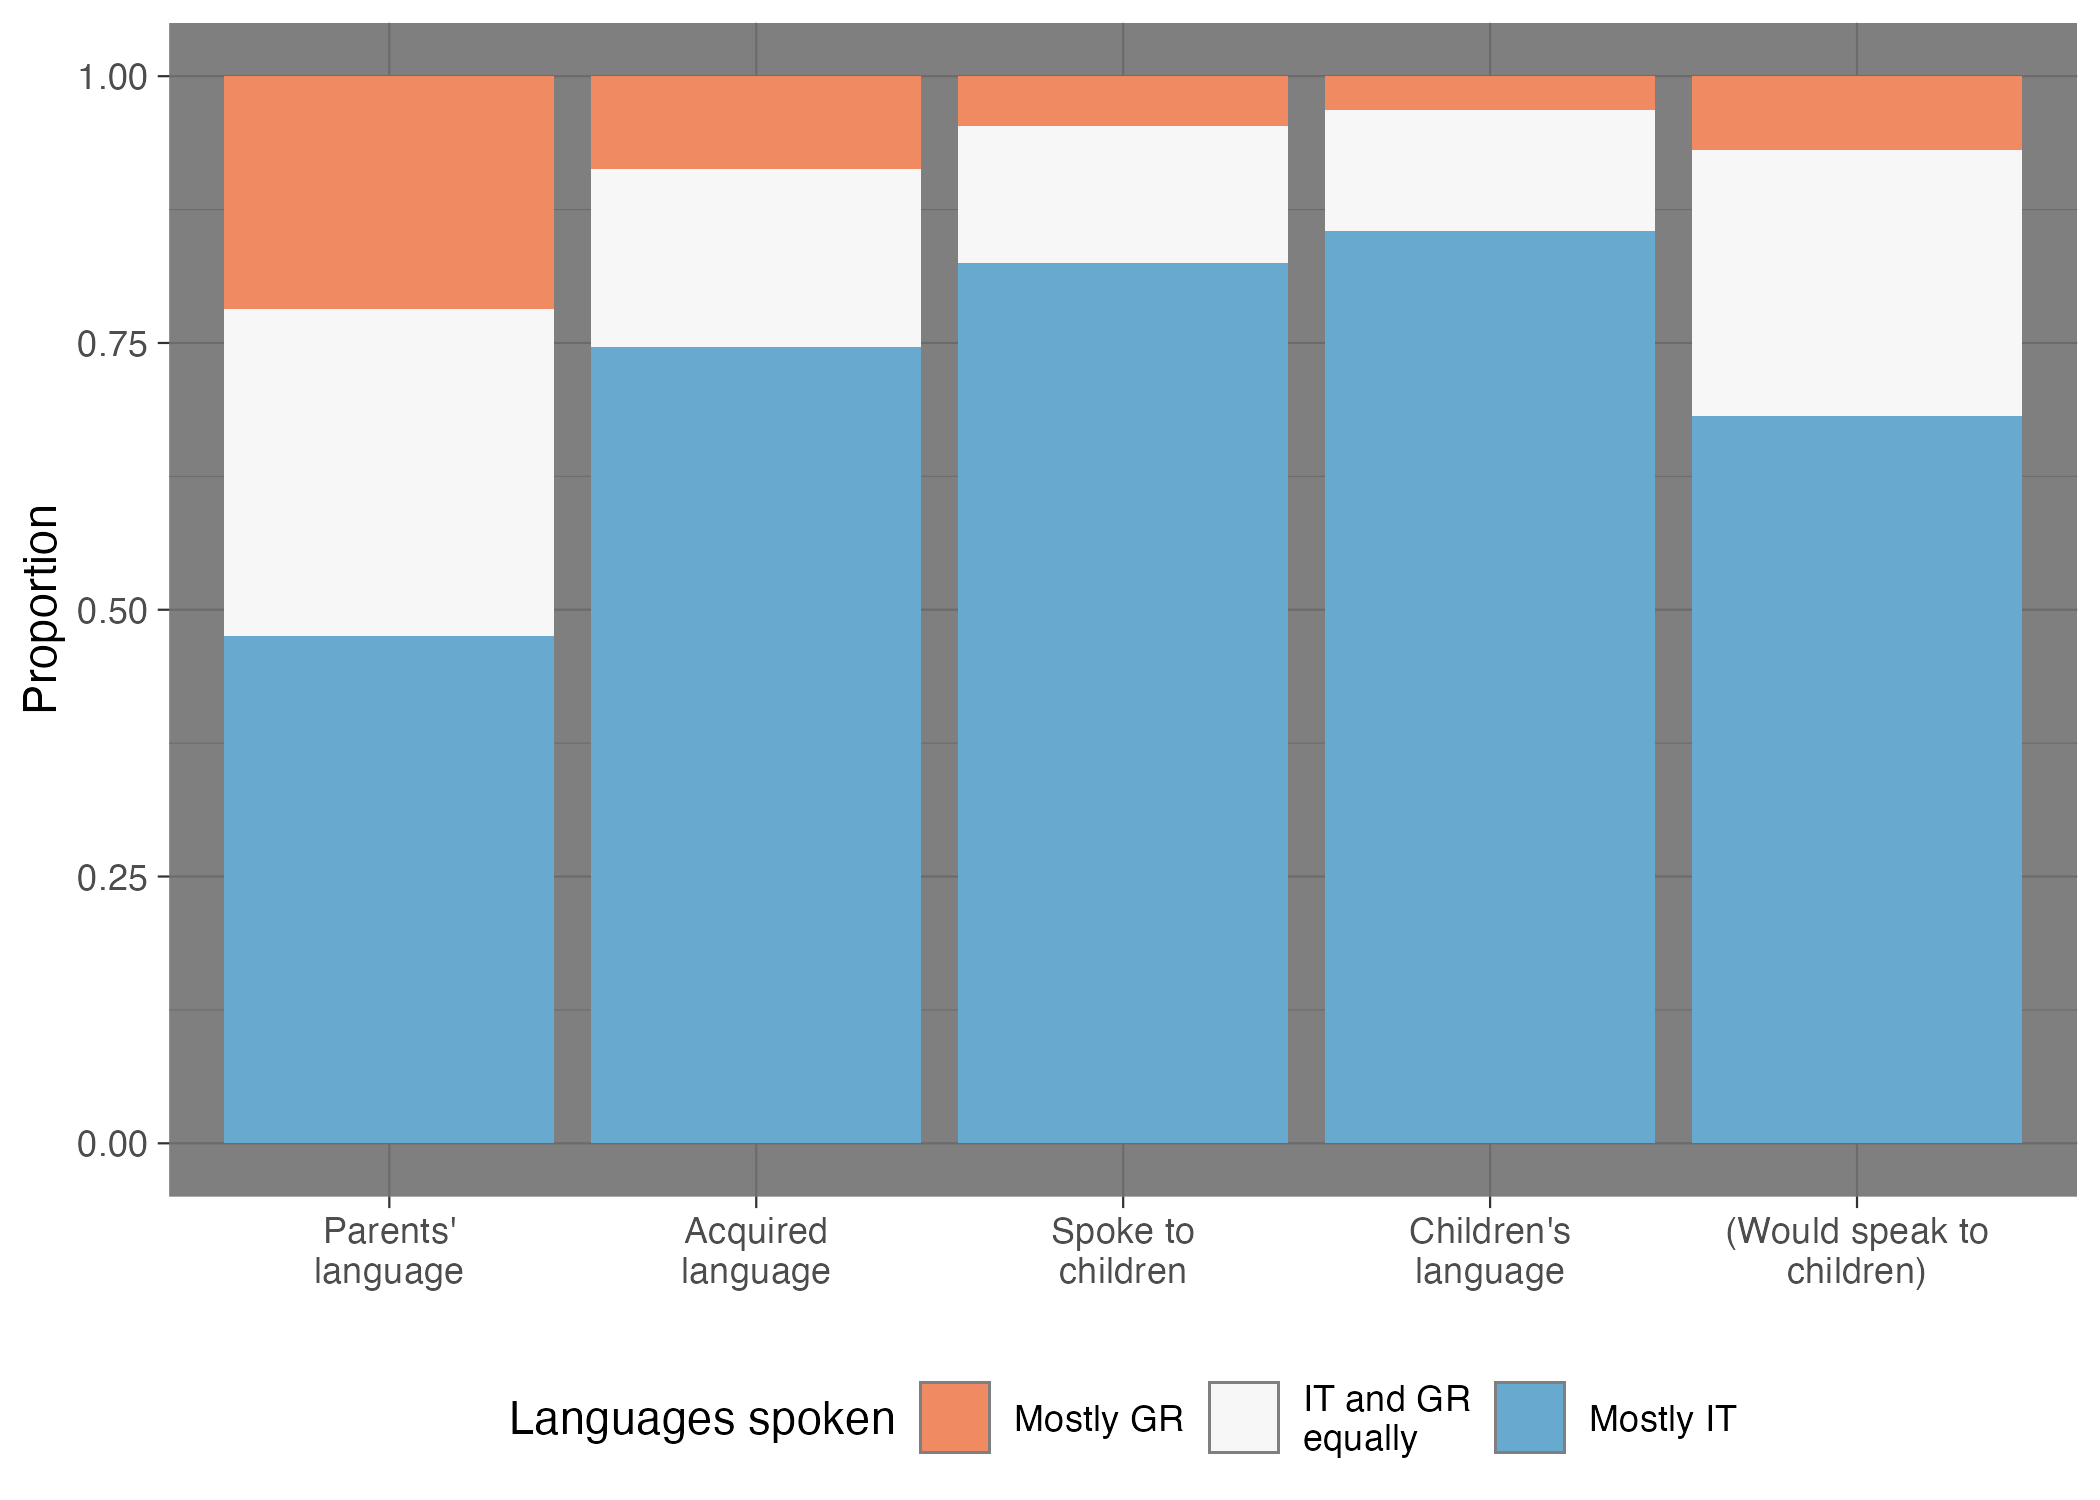 Proportion
1.00
0.75
0.50
0.25
0.00
Parents'
language
Acquired
language
Spoke to
children
Children's
language
(Would speak to
children)
Languages spoken
Mostly GR
IT and GR
equally
Mostly IT